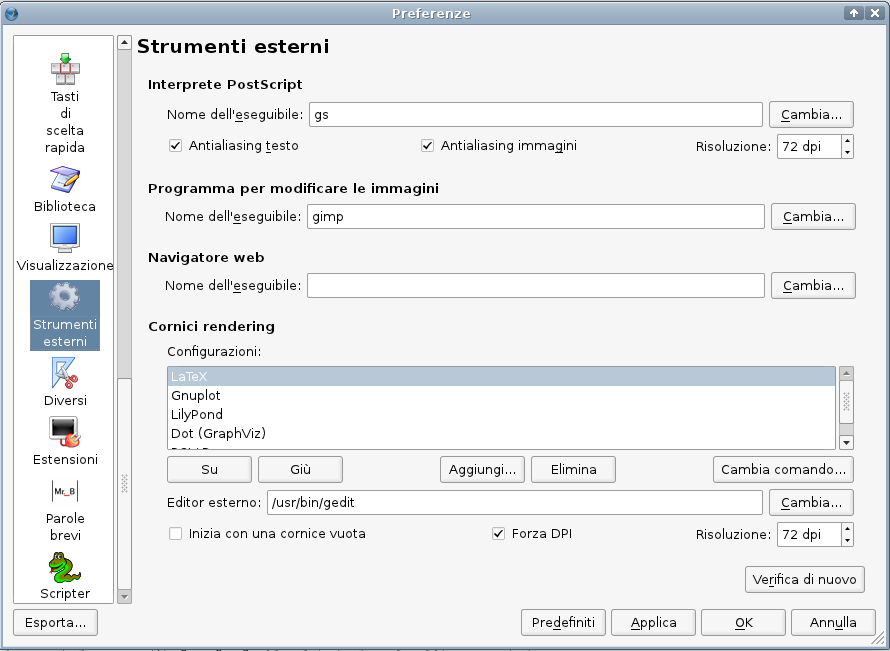 Preferenze
Strumenti esterni
Tasti
di
scelta
rapida
Biblioteca
Visualizzazione
Strumenti
esterni
Diversi
Estensioni
Mr_B
Parole
brevi
Scripter
Interprete PostScript
Nome dell'eseguibile: gs Cambia...
Antialiasing testo Antialiasing immagini Risoluzione: 72 dpi
Programma per modificare le immagini
Nome dell'eseguibile: gimp Cambia...
Navigatore web
Nome dell'eseguibile: Cambia...
Cornici rendering
Configurazioni:
LaTeX
Gnuplot
LilyPond
Dot (GraphViz)
Su Giù Aggiungi... Elimina Cambia comando...
Editor esterno: /usr/bin/gedit Cambia...
Inizia con una cornice vuota Forza DPI Risoluzione: 72 dpi
Verifica di nuovo
Esporta... Predefiniti Applica OK Annulla